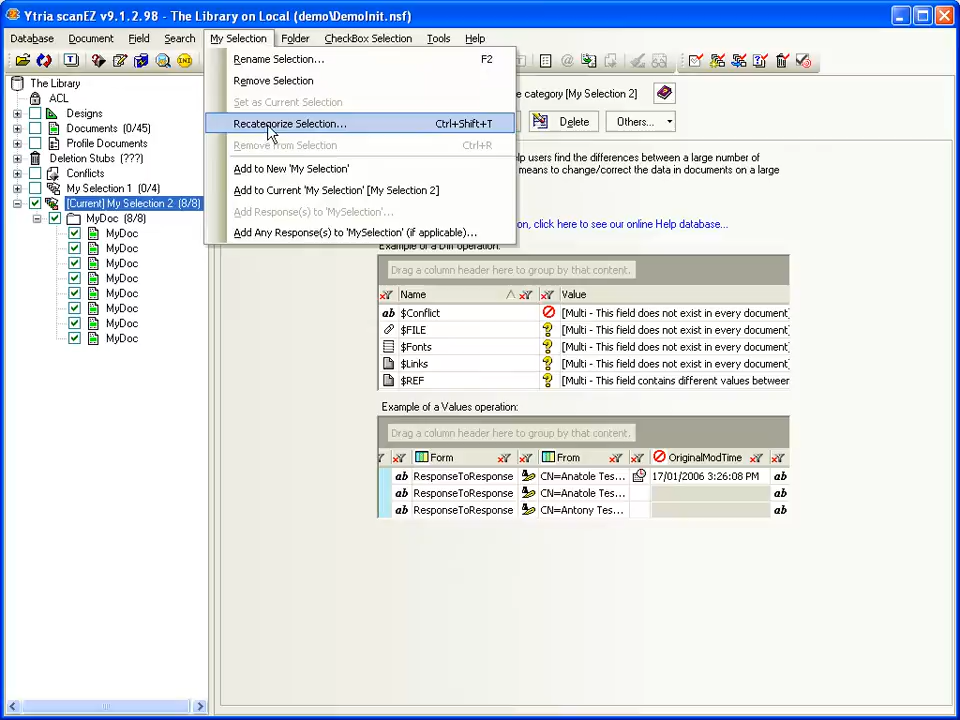 Ytria scanEZ v9.1.2.98 - The Library on Local (demo\DemoInit.nsf)
Database Document Field Search My Selection Folder CheckBox Selection Tools Help
Rename Selection... F2
Remove Selection
Set as Current Selection
Recategorize Selection... Ctrl+Shift+T
Remove from Selection Ctrl+R
Add to New 'My Selection'
Add to Current 'My Selection' [My Selection 2]
Add Response(s) to 'MySelection'...
Add Any Response(s) to 'MySelection' (if applicable)...
The Library
ACL
Designs
Documents (0/45)
Profile Documents
Deletion Stubs (???)
Conflicts
My Selection 1 (0/4)
[Current] My Selection 2 (8/8)
MyDoc (8/8)
MyDoc
MyDoc
MyDoc
MyDoc
MyDoc
MyDoc
MyDoc
MyDoc
e category [My Selection 2]
Delete Others...
lp users find the differences between a large number of
means to change/correct the data in documents on a large
on, click here to see our online Help database...
Example of a Diff operation:
Drag a column header here to group by that content.
Name Value
$Conflict [Multi - This field does not exist in every document]
$FILE [Multi - This field does not exist in every document]
$Fonts [Multi - This field does not exist in every document]
$Links [Multi - This field does not exist in every document]
$REF [Multi - This field contains different values between
Example of a Values operation:
Drag a column header here to group by that content.
Form From OriginalModTime
ab ResponseToResponse CN=Anatole Tes... 17/01/2006 3:26:08 PM ab
ab ResponseToResponse CN=Anatole Tes... ab
ab ResponseToResponse CN=Antony Tes... ab